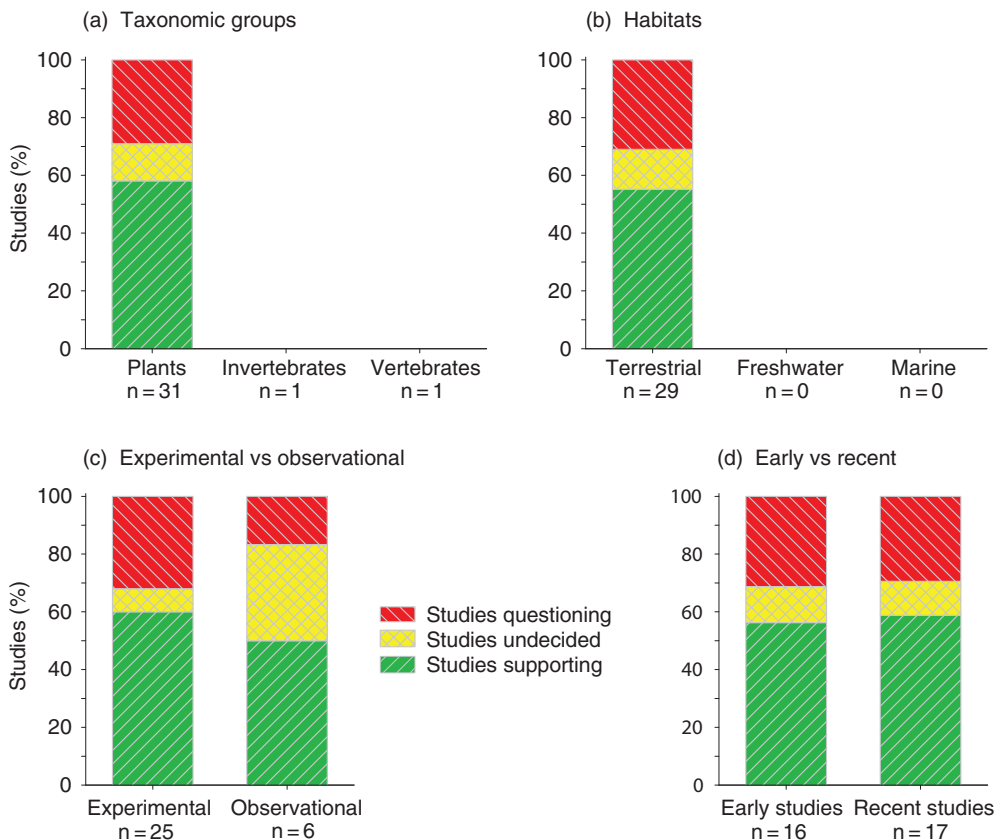 (a) Taxonomic groups
Studies (%)
100
80
60
40
20
0
Plants Invertebrates Vertebrates
n = 31 n = 1 n = 1
(b) Habitats
100
80
60
40
20
0
Terrestrial Freshwater Marine
n = 29 n = 0 n = 0
(c) Experimental vs observational
Studies (%)
100
80
60
40
20
0
Experimental Observational
n = 25 n = 6
Studies questioning
Studies undecided
Studies supporting
(d) Early vs recent
100
80
60
40
20
0
Early studies Recent studies
n = 16 n = 17